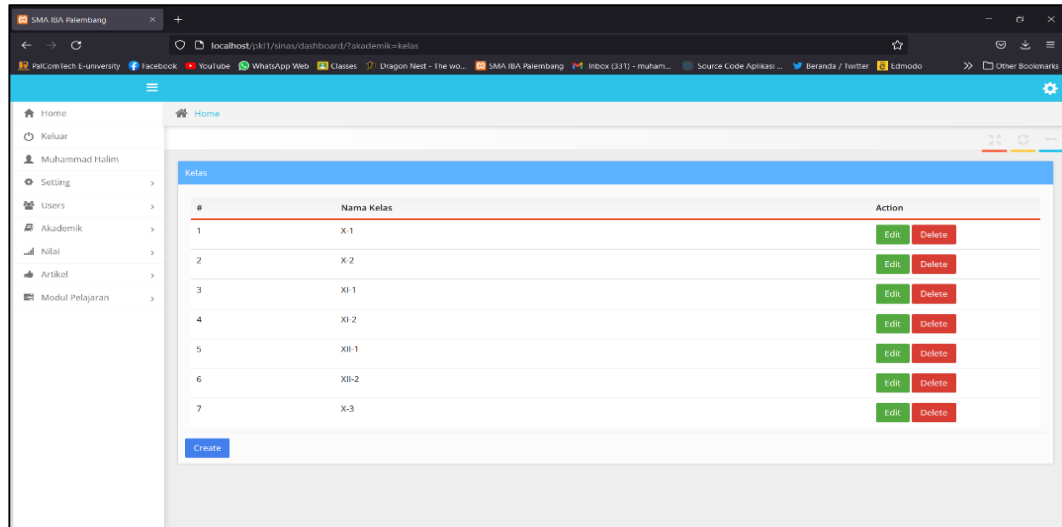 SMA IBA Palembang
localhost/pkl1/sinas/dashboard/?akademik=kelas
PalComTech E-university Facebook YouTube WhatsApp Web Classes Dragon Nest - The wo... SMA IBA Palembang Inbox (331) - muham... Source Code Aplikasi ... Beranda / Twitter Edmodo Other Bookmarks
Home
Keluar
Muhammad Halim
Setting
Users
Akademik
Nilai
Artikel
Modul Pelajaran
Home
Kelas
# Nama Kelas Action
1 X-1 Edit Delete
2 X-2 Edit Delete
3 XI-1 Edit Delete
4 XI-2 Edit Delete
5 XII-1 Edit Delete
6 XII-2 Edit Delete
7 X-3 Edit Delete
Create